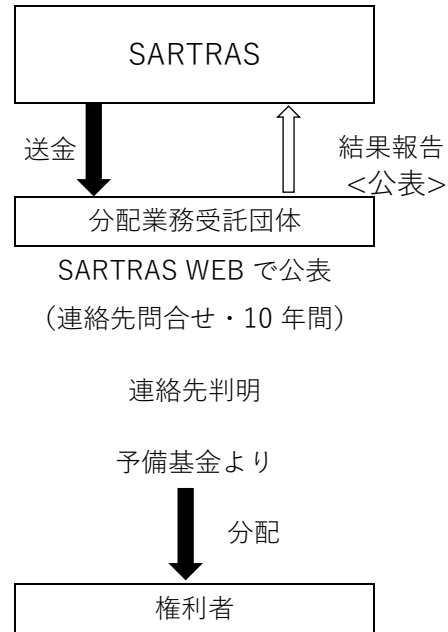 SARTRAS
送金
結果報告
<公表>
分配業務受託団体
SARTRAS WEB で公表
（連絡先問合せ・10 年間）
連絡先判明
予備基金より
分配
権利者